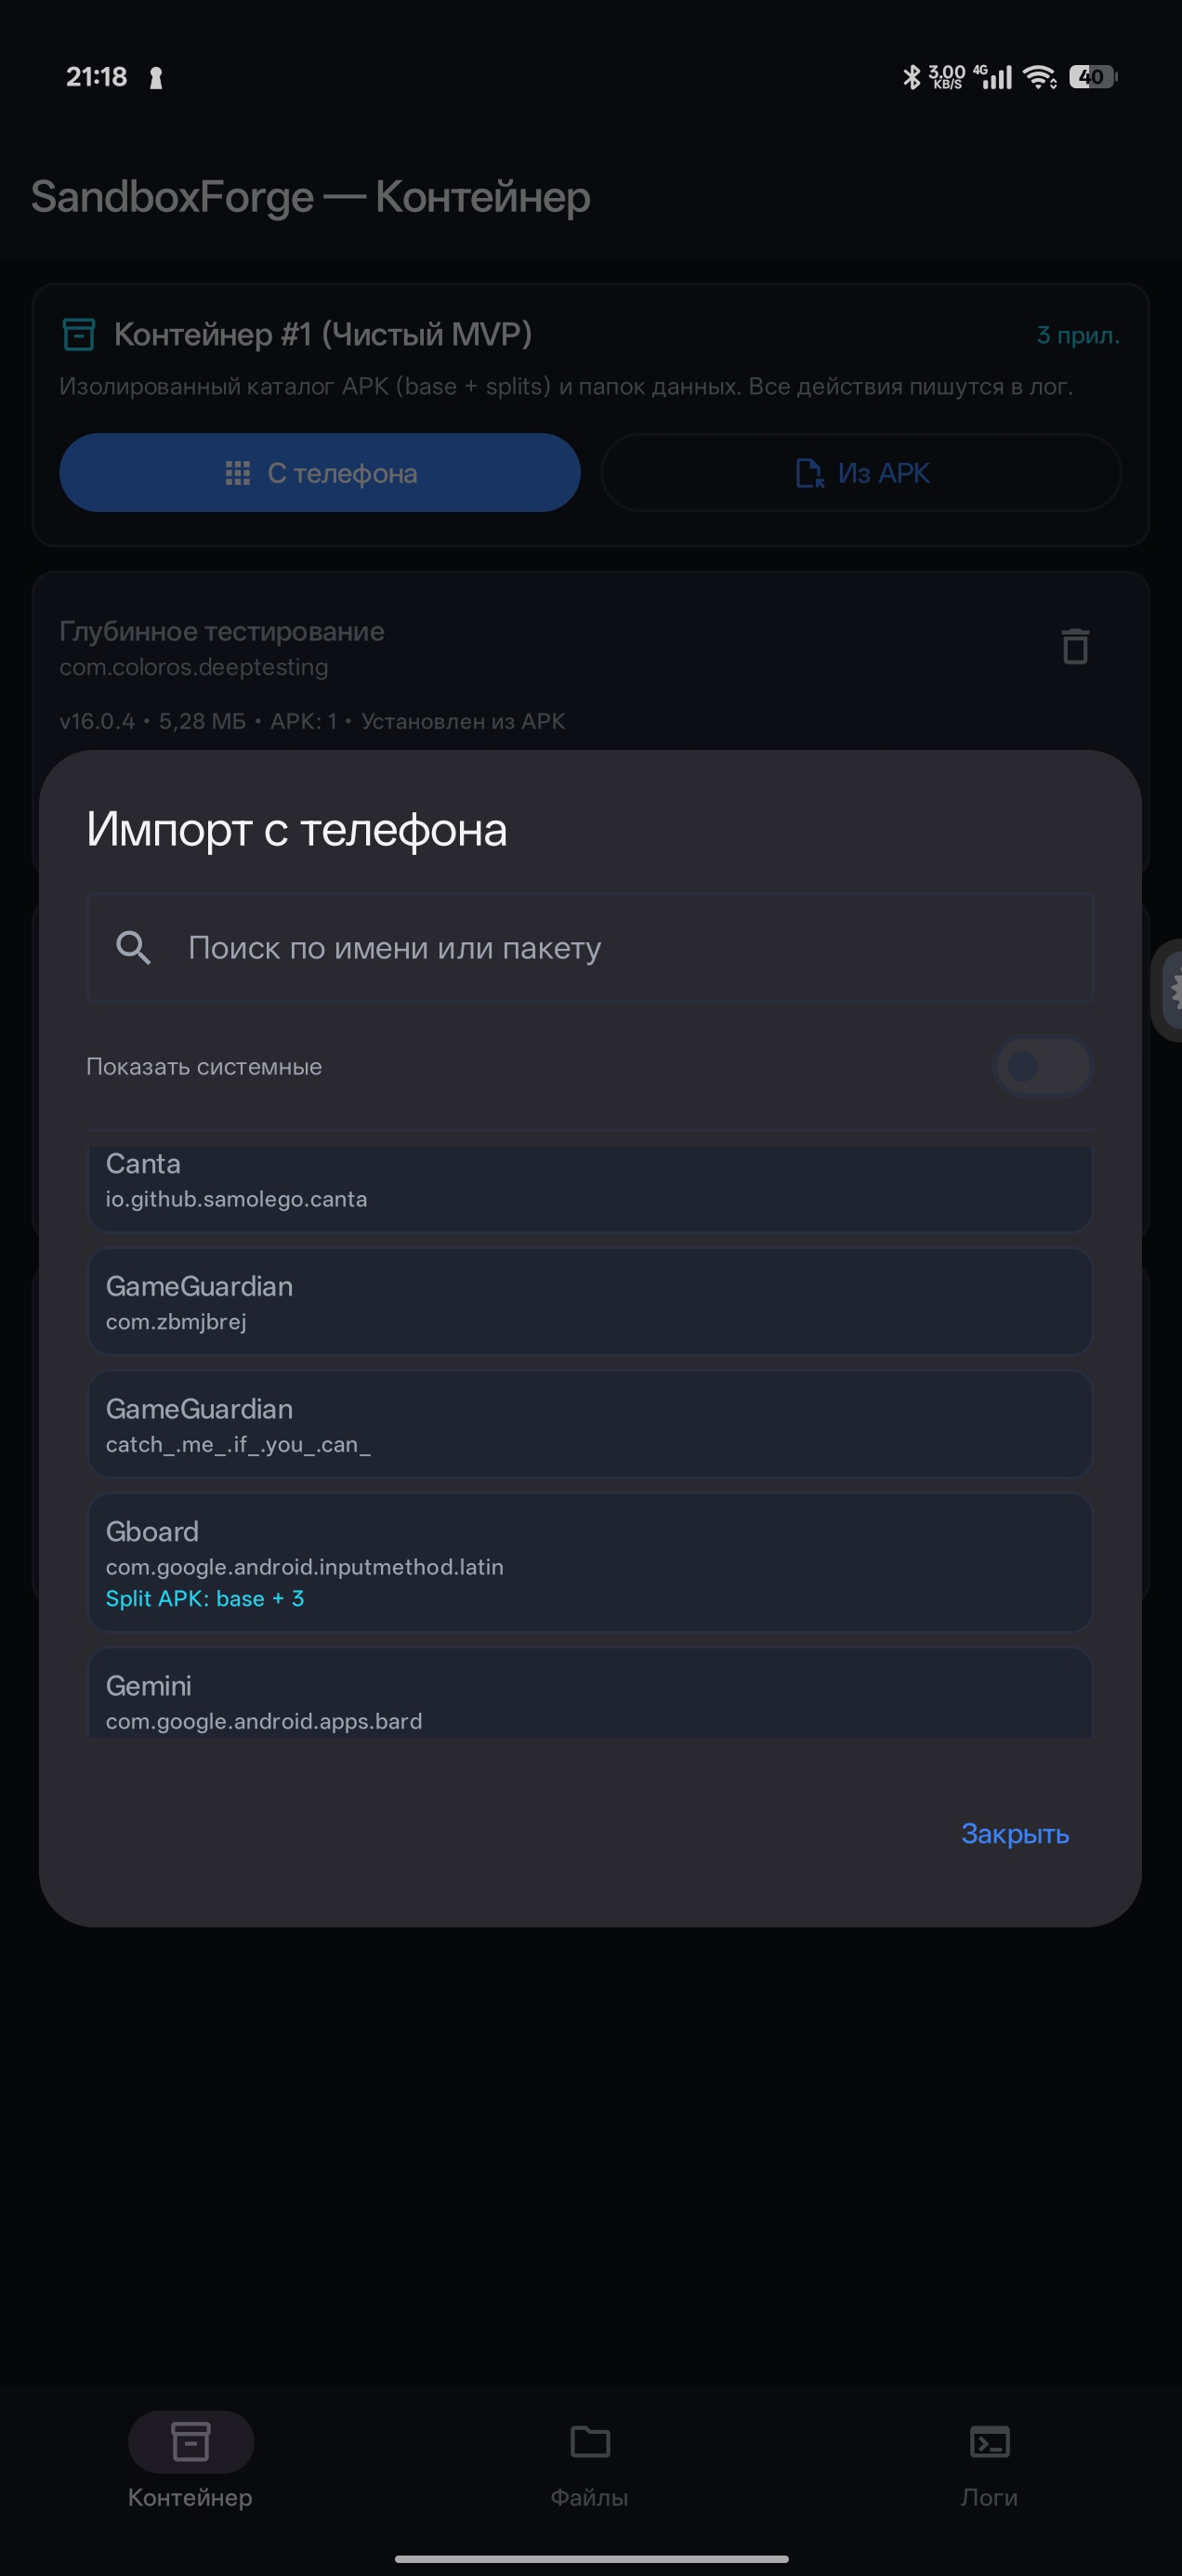 21:18
3.00 KB/S 4G 40
SandboxForge — Контейнер
Контейнер #1 (Чистый MVP)
3 прил.
Изолированный каталог APK (base + splits) и папок данных. Все действия пишутся в лог.
С телефона
Из APK
Глубинное тестирование
com.coloros.deeptesting
v16.0.4 • 5,28 МБ • APK: 1 • Установлен из APK
Импорт с телефона
Поиск по имени или пакету
Показать системные
Canta
io.github.samolego.canta
GameGuardian
com.zbmjbrej
GameGuardian
catch_.me_.if_.you_.can_
Gboard
com.google.android.inputmethod.latin
Split APK: base + 3
Gemini
com.google.android.apps.bard
Закрыть
Контейнер
Файлы
Логи